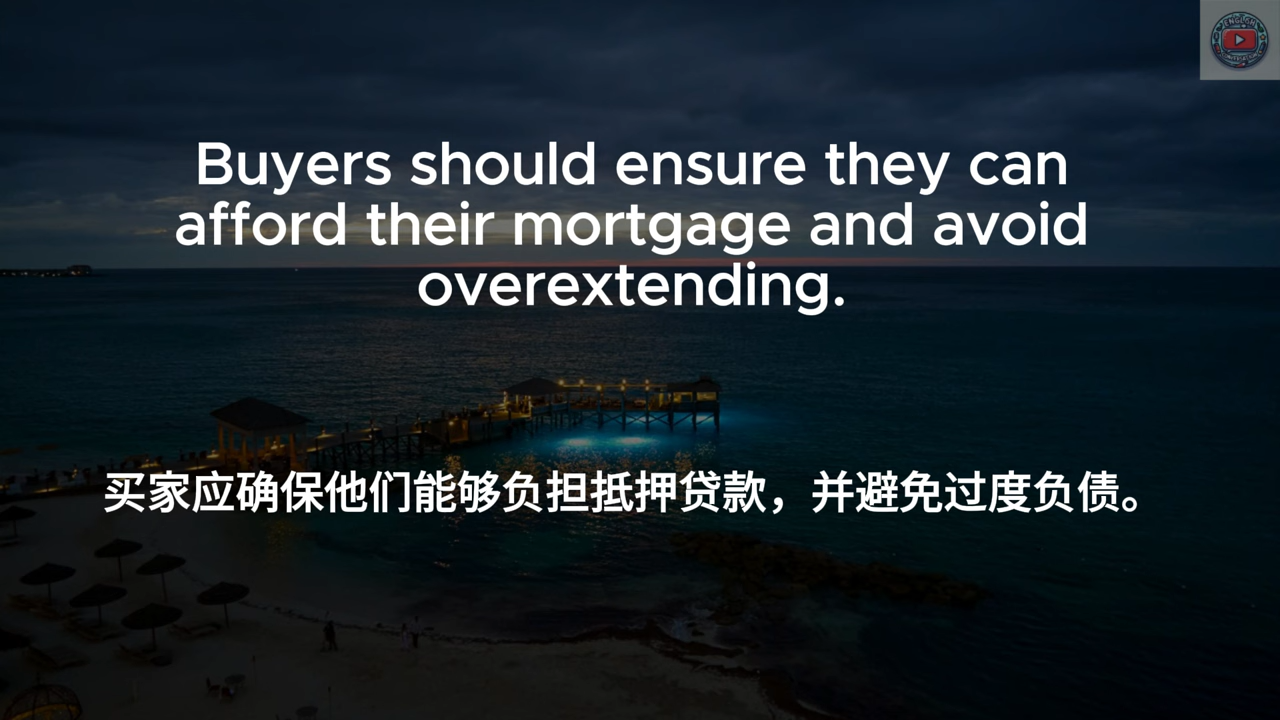 Buyers should ensure they can
afford their mortgage and avoid
overextending.
买家应确保他们能够负担抵押贷款，并避免过度负债。